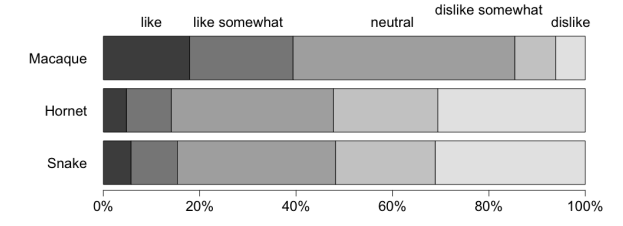 dislike somewhat
like like somewhat neutral dislike
Macaque
Hornet
Snake
0% 20% 40% 60% 80% 100%